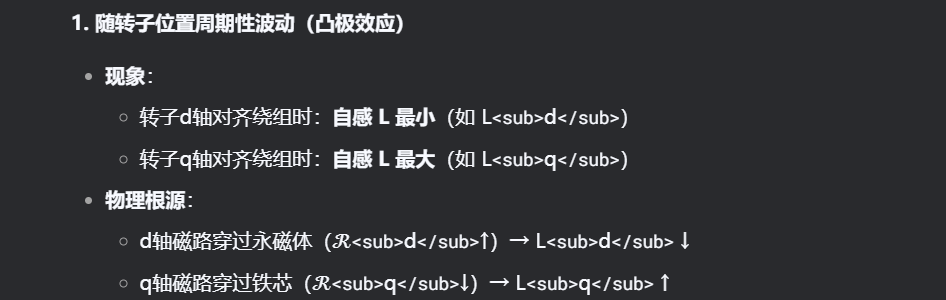 1. 随转子位置周期性波动（凸极效应）
• 现象：
○ 转子d轴对齐绕组时：自感 L 最小（如 L<sub>d</sub>）
○ 转子q轴对齐绕组时：自感 L 最大（如 L<sub>q</sub>）
• 物理根源：
○ d轴磁路穿过永磁体（ℛ<sub>d</sub>↑）→ L<sub>d</sub>↓
○ q轴磁路穿过铁芯（ℛ<sub>q</sub>↓）→ L<sub>q</sub>↑